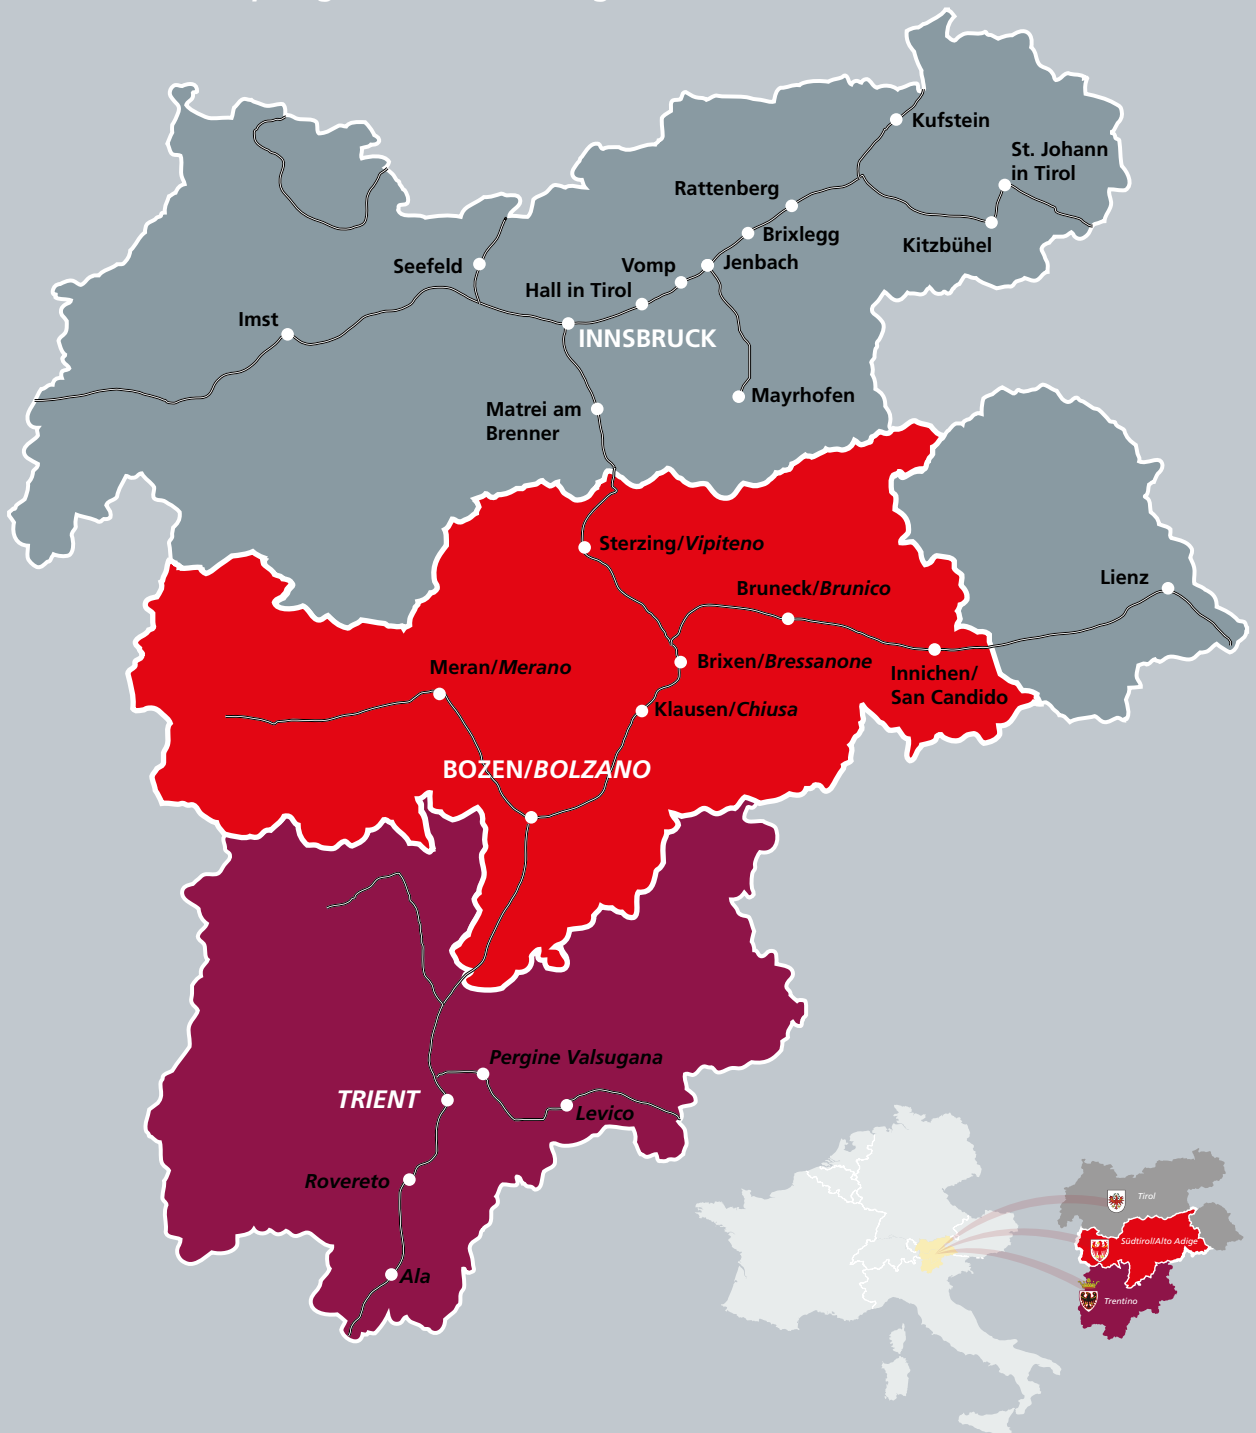 Kufstein
St. Johann
in Tirol
Rattenberg
Brixlegg
Kitzbühel
Jenbach
Vomp
Seefeld
Hall in Tirol
Imst
INNSBRUCK
Mayrhofen
Matrei am
Brenner
Sterzing/Vipiteno
Lienz
Bruneck/Brunico
Brixen/Bressanone
Meran/Merano
Innichen/
San Candido
Klausen/Chiusa
BOZEN/BOLZANO
Pergine Valsugana
TRIENT
Levico
Rovereto
Ala
Tirol
Südtirol/Alto Adige
Trentino